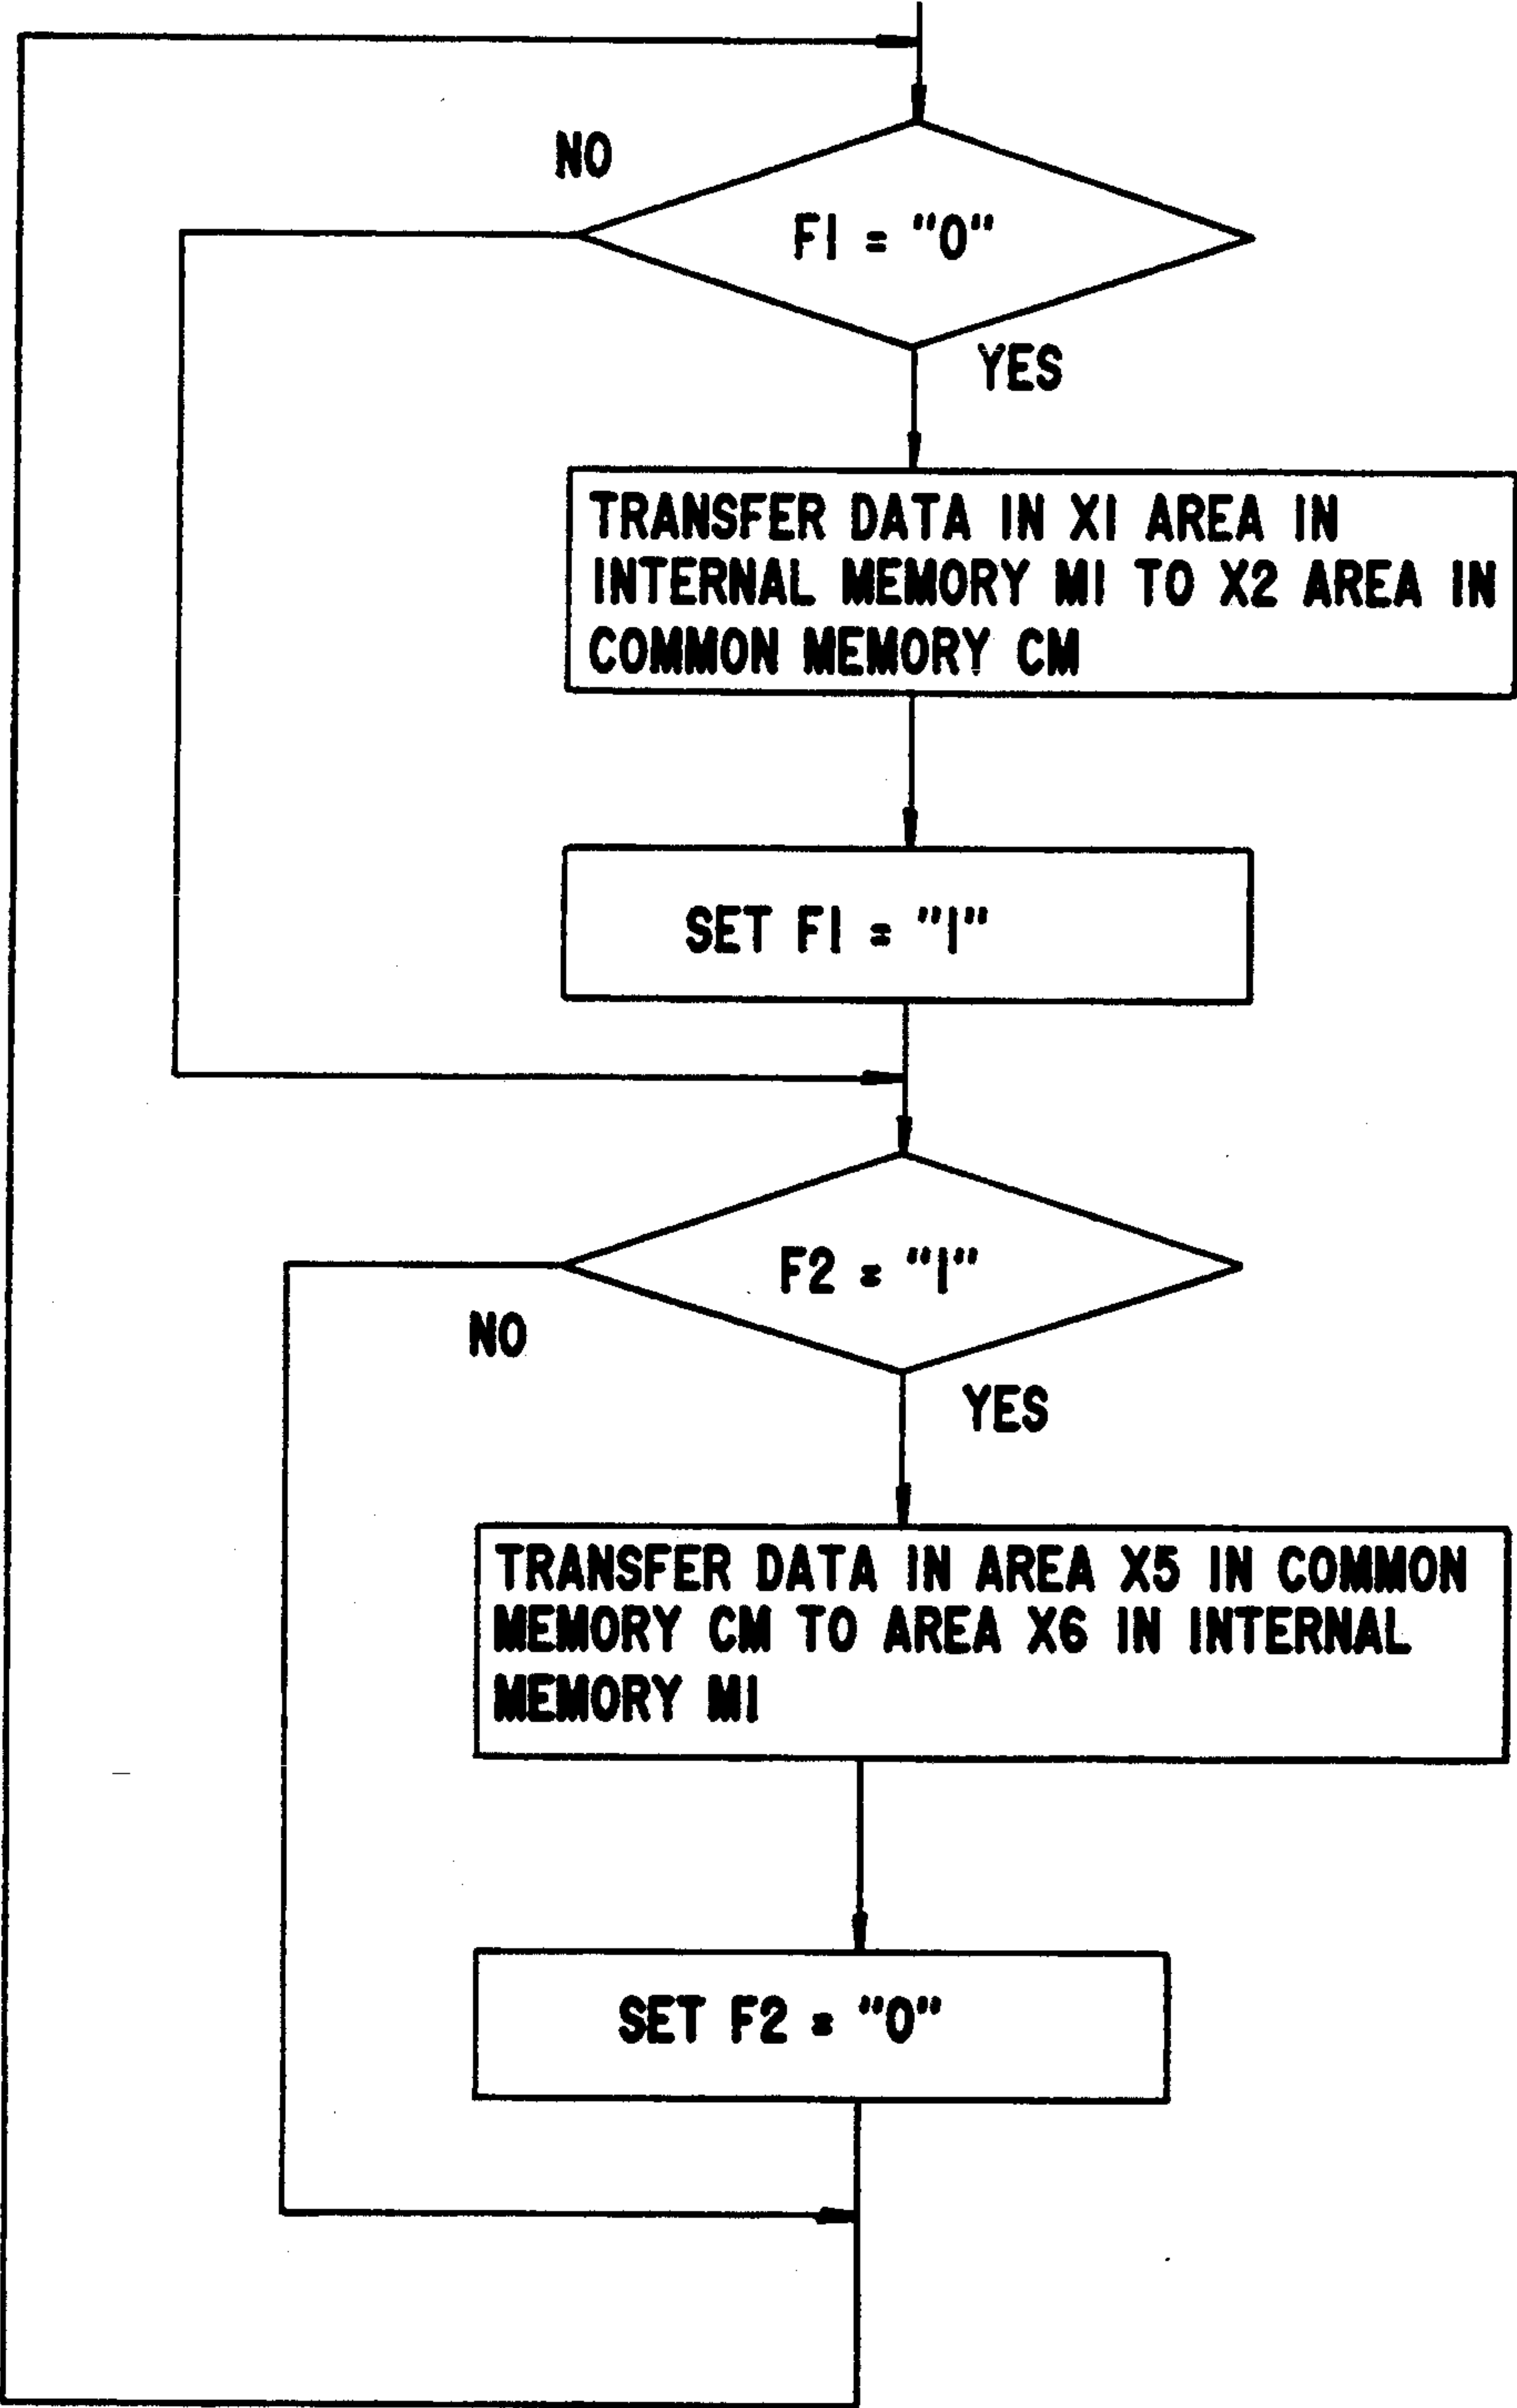 NO
F1 = "0"
YES
TRANSFER DATA IN X1 AREA IN
INTERNAL MEMORY M1 TO X2 AREA IN
COMMON MEMORY CM
SET F1 = "1"
F2 = "1"
NO
YES
TRANSFER DATA IN AREA X5 IN COMMON
MEMORY CM TO AREA X6 IN INTERNAL
MEMORY M1
SET F2 = "0"